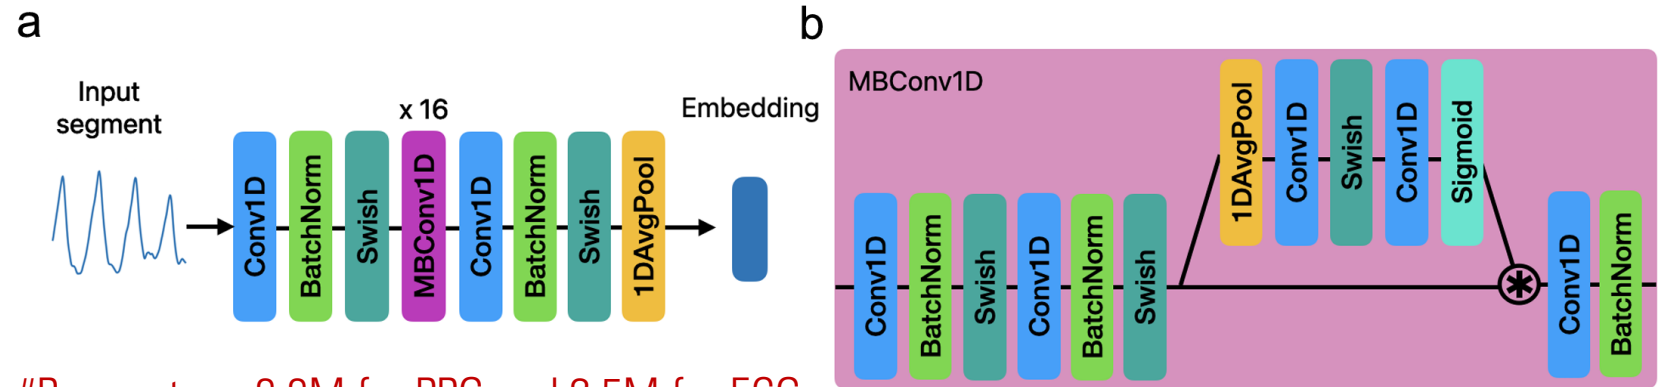 a
Input
segment
x 16
Embedding
Conv1D
BatchNorm
Swish
MBConv1D
Conv1D
BatchNorm
Swish
1DAvgPool
b
MBConv1D
Conv1D
BatchNorm
Swish
Conv1D
BatchNorm
Swish
1DAvgPool
Conv1D
Swish
Conv1D
Sigmoid
*
Conv1D
BatchNorm